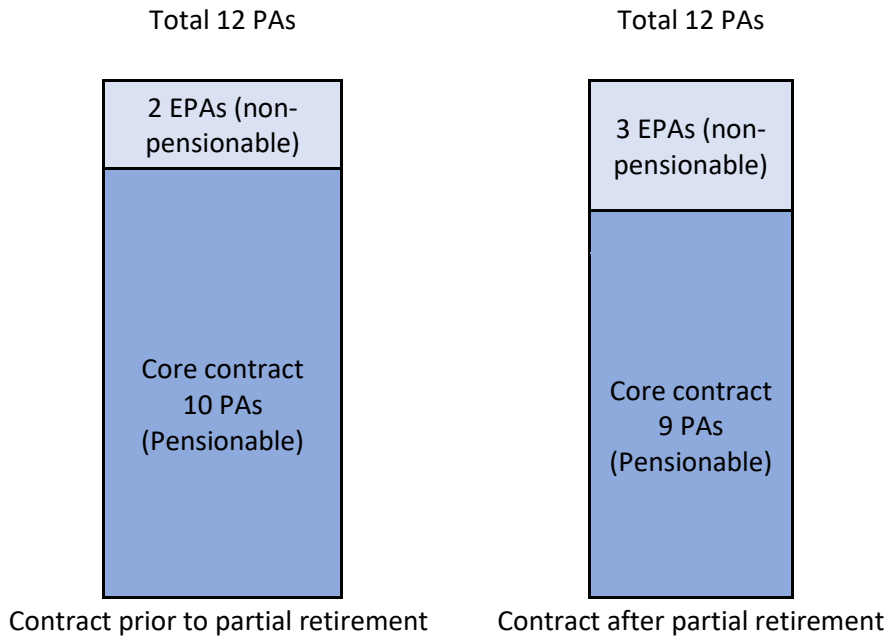 Total 12 PAs
2 EPAs (non-
pensionable)
Core contract
10 PAs
(Pensionable)
Contract prior to partial retirement
Total 12 PAs
3 EPAs (non-
pensionable)
Core contract
9 PAs
(Pensionable)
Contract after partial retirement